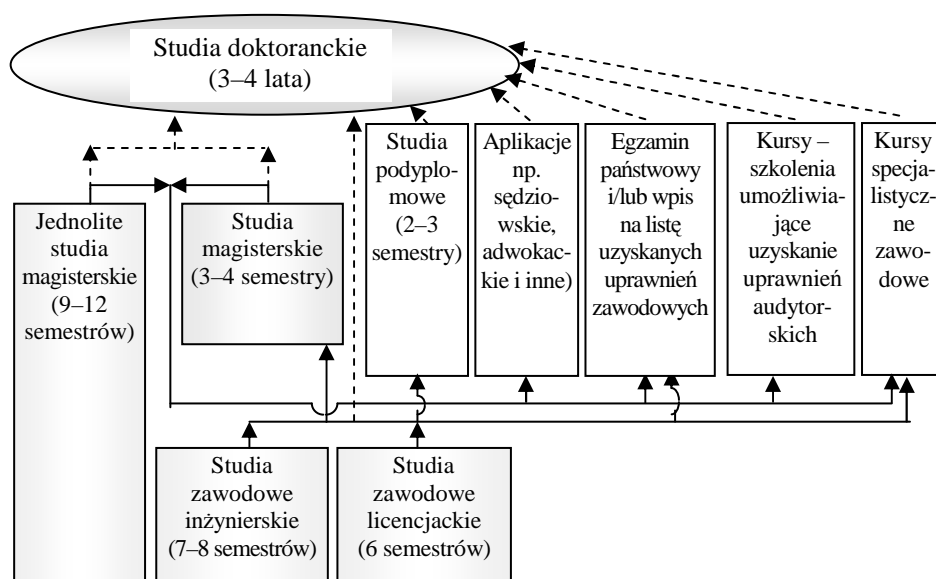 Studia doktoranckie
(3–4 lata)
Jednolite
studia
magisterskie
(9–12
semestrów)
Studia
magisterskie
(3–4 semestry)
Studia
podyplo-
mowe
(2–3
semestry)
Aplikacje
np.
sędziow-
skie,
adwokac-
kie i inne)
Egzamin
państwowy
i/lub wpis
na listę
uzyskanych
uprawnień
zawodowych
Kursy –
szkolenia
umożliwia-
jące
uzyskanie
uprawnień
audytor-
skich
Kursy
specja-
listycz-
ne
zawo-
dowe
Studia
zawodowe
inżynierskie
(7–8 semestrów)
Studia
zawodowe
licencjackie
(6 semestrów)